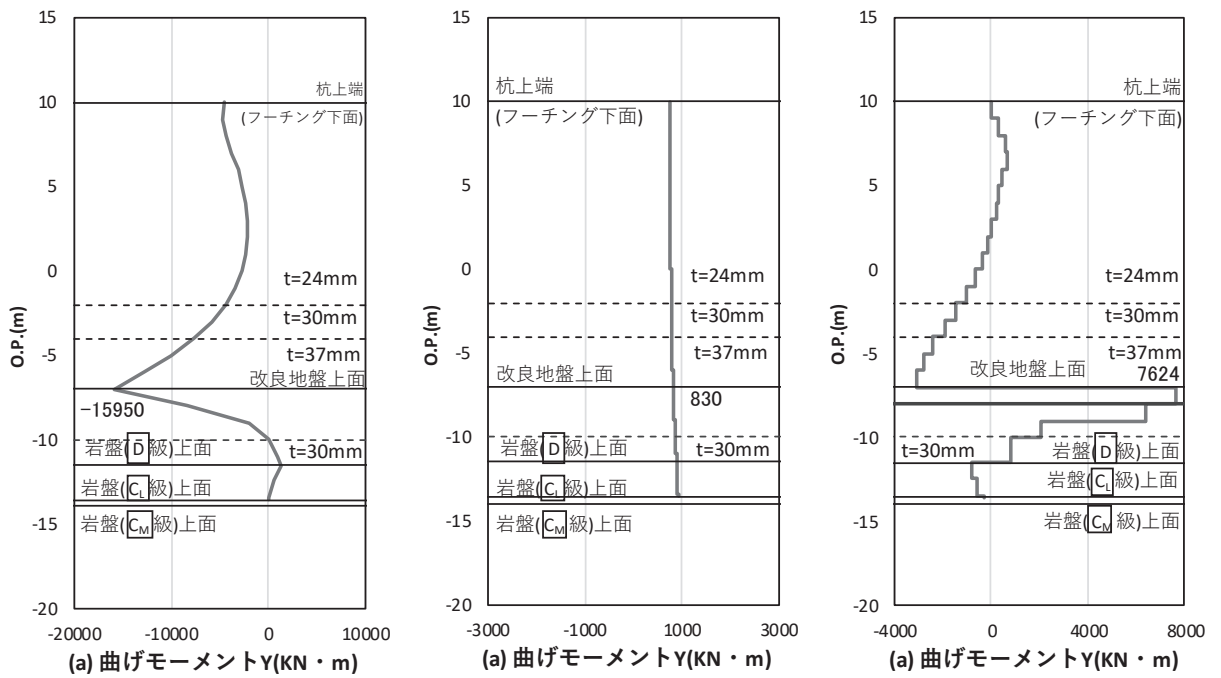 15
10
5
0
-5
-10
-15
-20
O.P.(m)
杭上端
(フーチング下面)
t=24mm
t=30mm
t=37mm
改良地盤上面
−15950
岩盤(D級)上面
t=30mm
岩盤(CL級)上面
岩盤(CM級)上面
-20000 -10000 0 10000
(a) 曲げモーメントY(KN・m)
15
10
5
0
-5
-10
-15
-20
O.P.(m)
杭上端
(フーチング下面)
t=24mm
t=30mm
t=37mm
改良地盤上面
830
岩盤(D級)上面
t=30mm
岩盤(CL級)上面
岩盤(CM級)上面
-3000 -1000 1000 3000
(a) 曲げモーメントY(KN・m)
15
10
5
0
-5
-10
-15
-20
O.P.(m)
杭上端
(フーチング下面)
t=24mm
t=30mm
t=37mm
改良地盤上面
7624
t=30mm
岩盤(D級)上面
岩盤(CL級)上面
岩盤(CM級)上面
-4000 0 4000 8000
(a) 曲げモーメントY(KN・m)